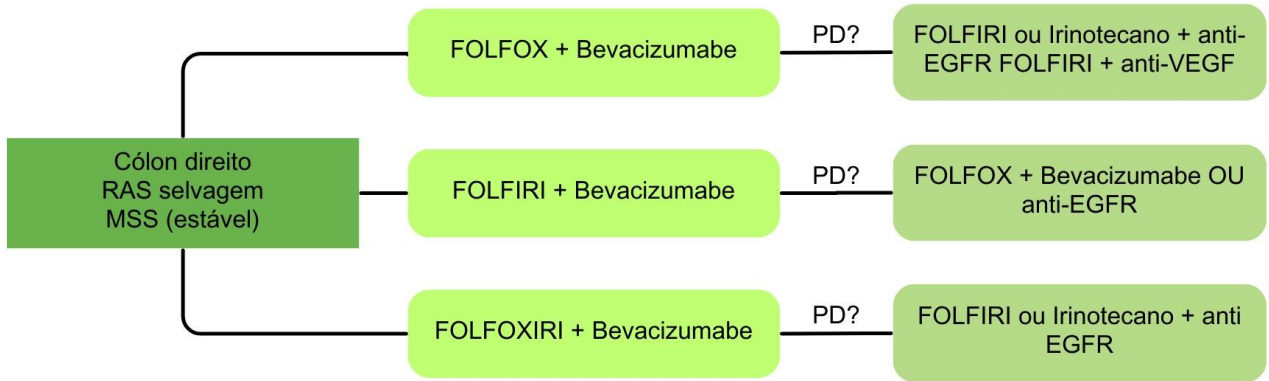 FOLFOX + Bevacizumabe
PD?
FOLFIRI ou Irinotecano + anti-
EGFR FOLFIRI + anti-VEGF
Cólon direito
RAS selvagem
MSS (estável)
FOLFIRI + Bevacizumabe
PD?
FOLFOX + Bevacizumabe OU
anti-EGFR
FOLFOXIRI + Bevacizumabe
PD?
FOLFIRI ou Irinotecano + anti
EGFR